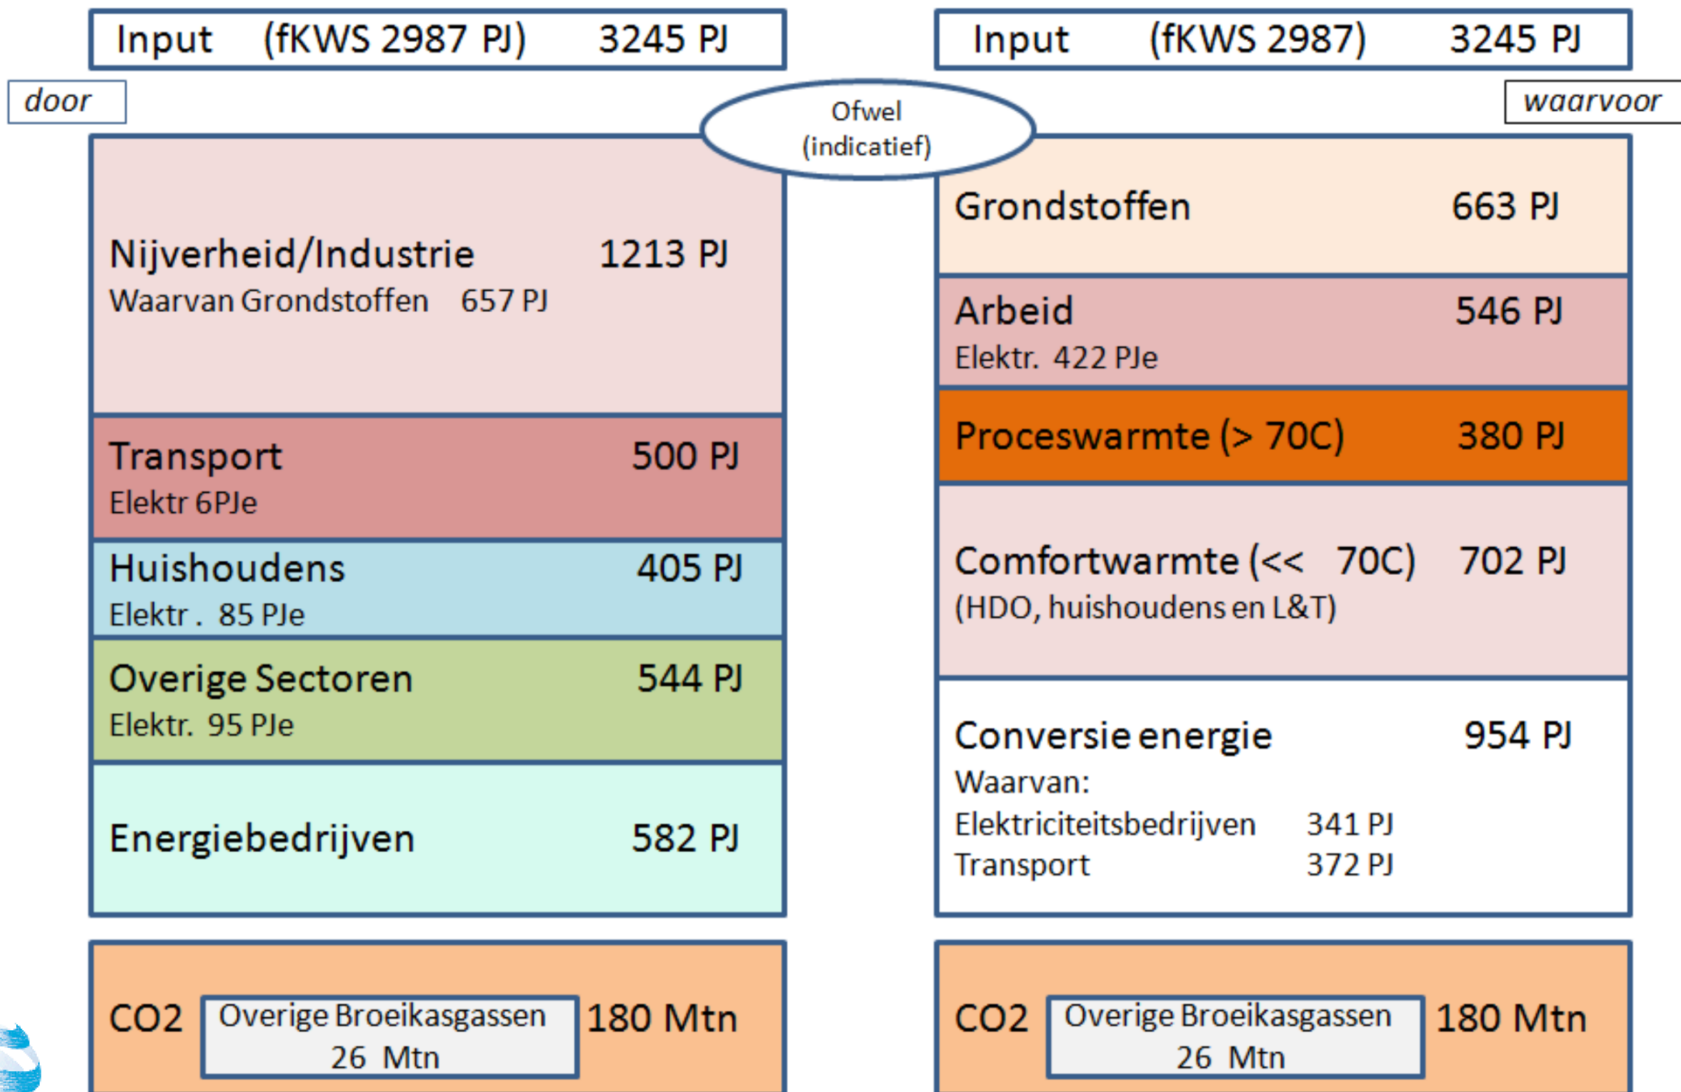 Input (fKWS 2987 PJ) 3245 PJ
door
Nijverheid/Industrie 1213 PJ
Waarvan Grondstoffen 657 PJ
Transport 500 PJ
Elektr 6PJe
Huishoudens 405 PJ
Elektr . 85 PJe
Overige Sectoren 544 PJ
Elektr. 95 PJe
Energiebedrijven 582 PJ
CO2 Overige Broeikasgassen 180 Mtn
26 Mtn
Ofwel
(indicatief)
Input (fKWS 2987) 3245 PJ
waarvoor
Grondstoffen 663 PJ
Arbeid 546 PJ
Elektr. 422 PJe
Proceswarmte (> 70C) 380 PJ
Comfortwarmte (<< 70C) 702 PJ
(HDO, huishoudens en L&T)
Conversie energie 954 PJ
Waarvan:
Elektriciteitsbedrijven 341 PJ
Transport 372 PJ
CO2 Overige Broeikasgassen 180 Mtn
26 Mtn